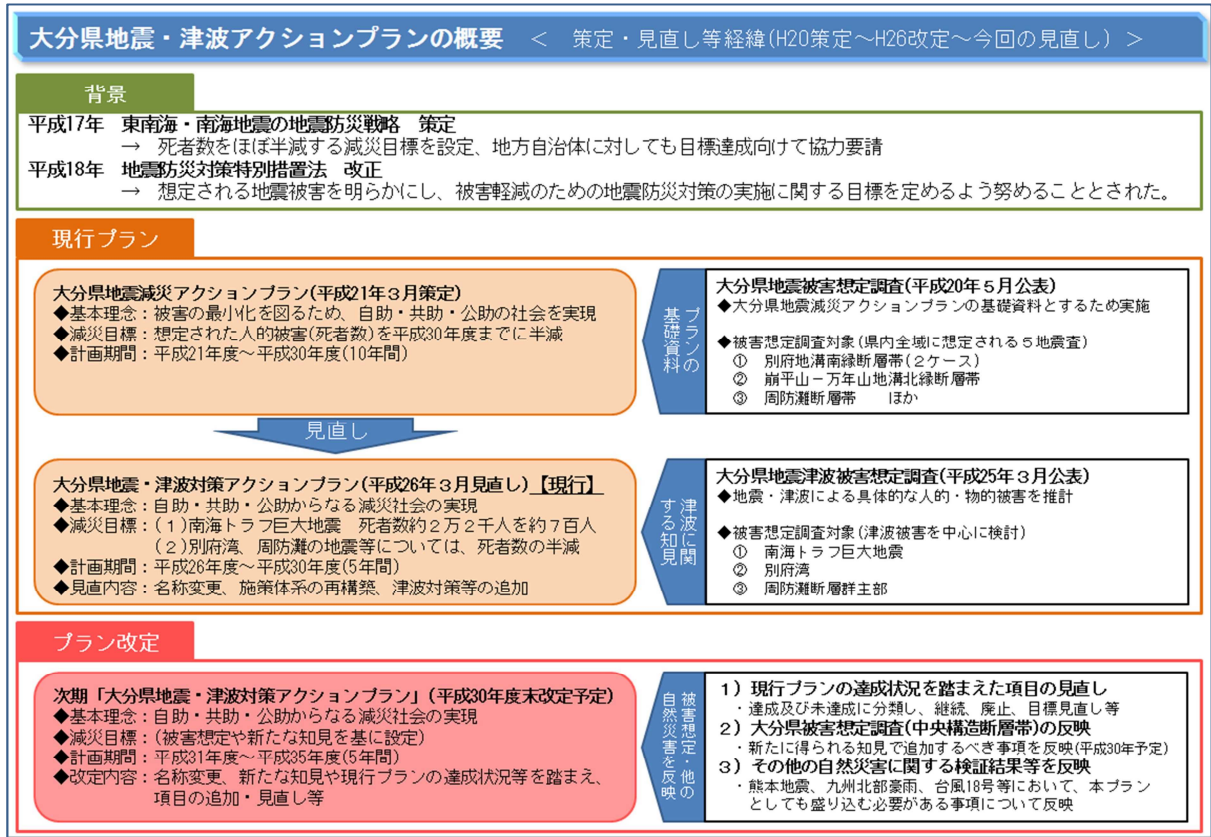 大分県地震・津波アクションプランの概要 ＜ 策定・見直し等経緯(H20策定～H26改定～今回の見直し) ＞
背景
平成17年 東南海・南海地震の地震防災戦略 策定
→ 死者数をほぼ半減する減災目標を設定、地方自治体に対しても目標達成向けて協力要請
平成18年 地震防災対策特別措置法 改正
→ 想定される地震被害を明らかにし、被害軽減のための地震防災対策の実施に関する目標を定めるよう努めることとされた。
現行プラン
大分県地震減災アクションプラン(平成21年３月策定)
◆基本理念：被害の最小化を図るため、自助・共助・公助の社会を実現
◆減災目標：想定された人的被害(死者数)を平成30年度までに半減
◆計画期間：平成21年度～平成30年度(10年間)
プランの
基礎資料
大分県地震被害想定調査(平成20年５月公表)
◆大分県地震減災アクションプランの基礎資料とするため実施
◆被害想定調査対象(県内全域に想定される５地震査)
① 別府地溝南縁断層帯(２ケース)
② 崩平山－万年山地溝北縁断層帯
③ 周防灘断層帯 ほか
見直し
大分県地震・津波対策アクションプラン(平成26年３月見直し)【現行】
◆基本理念：自助・共助・公助からなる減災社会の実現
◆減災目標：(１)南海トラフ巨大地震 死者数約２万２千人を約７百人
(２)別府湾、周防灘の地震等については、死者数の半減
◆計画期間：平成26年度～平成30年度(5年間)
◆見直内容：名称変更、施策体系の再構築、津波対策等の追加
津波に関
する知見
大分県地震津波被害想定調査(平成25年３月公表)
◆地震・津波による具体的な人的・物的被害を推計
◆被害想定調査対象(津波被害を中心に検討)
① 南海トラフ巨大地震
② 別府湾
③ 周防灘断層群主部
プラン改定
次期「大分県地震・津波対策アクションプラン」(平成30年度末改定予定)
◆基本理念：自助・共助・公助からなる減災社会の実現
◆減災目標：(被害想定や新たな知見を基に設定)
◆計画期間：平成31年度～平成35年度(5年間)
◆改定内容：名称変更、新たな知見や現行プランの達成状況等を踏まえ、
項目の追加・見直し等
被害想定・他の
自然災害を反映
１）現行プランの達成状況を踏まえた項目の見直し
・達成及び未達成に分類し、継続、廃止、目標見直し等
２）大分県被害想定調査(中央構造断層帯)の反映
・新たに得られる知見で追加するべき事項を反映(平成30年予定)
３）その他の自然災害に関する検証結果等を反映
・熊本地震、九州北部豪雨、台風18号等において、本プラン
としても盛り込む必要がある事項について反映